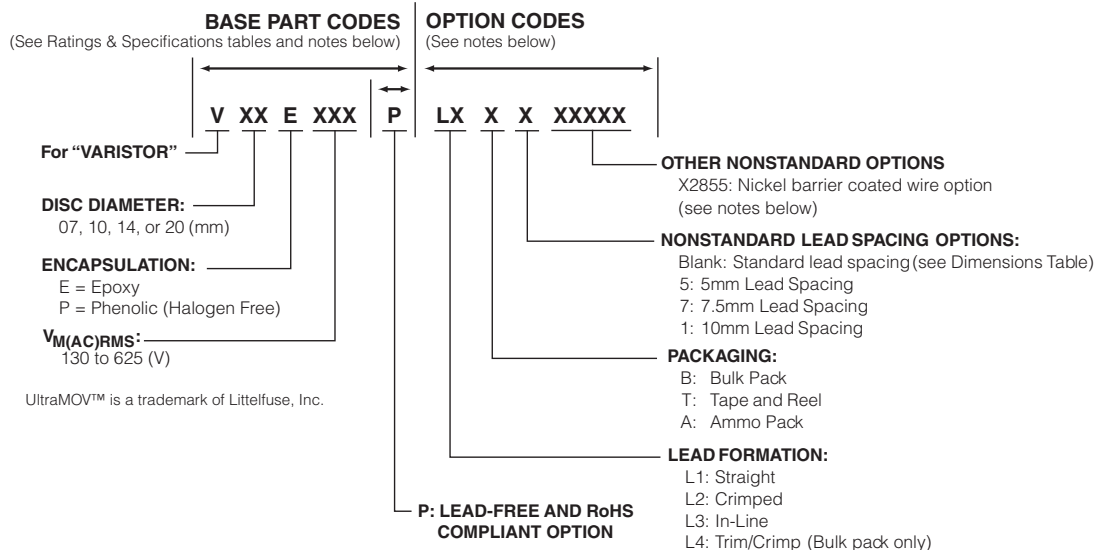 BASE PART CODES
(See Ratings & Specifications tables and notes below)
OPTION CODES
(See notes below)
V XX E XXX P LX X X XXXXX
For “VARISTOR”
DISC DIAMETER:
07, 10, 14, or 20 (mm)
ENCAPSULATION:
E = Epoxy
P = Phenolic (Halogen Free)
VM(AC)RMS:
130 to 625 (V)
UltraMOV™ is a trademark of Littelfuse, Inc.
P: LEAD-FREE AND RoHS
COMPLIANT OPTION
OTHER NONSTANDARD OPTIONS
X2855: Nickel barrier coated wire option
(see notes below)
NONSTANDARD LEAD SPACING OPTIONS:
Blank: Standard lead spacing (see Dimensions Table)
5: 5mm Lead Spacing
7: 7.5mm Lead Spacing
1: 10mm Lead Spacing
PACKAGING:
B: Bulk Pack
T: Tape and Reel
A: Ammo Pack
LEAD FORMATION:
L1: Straight
L2: Crimped
L3: In-Line
L4: Trim/Crimp (Bulk pack only)